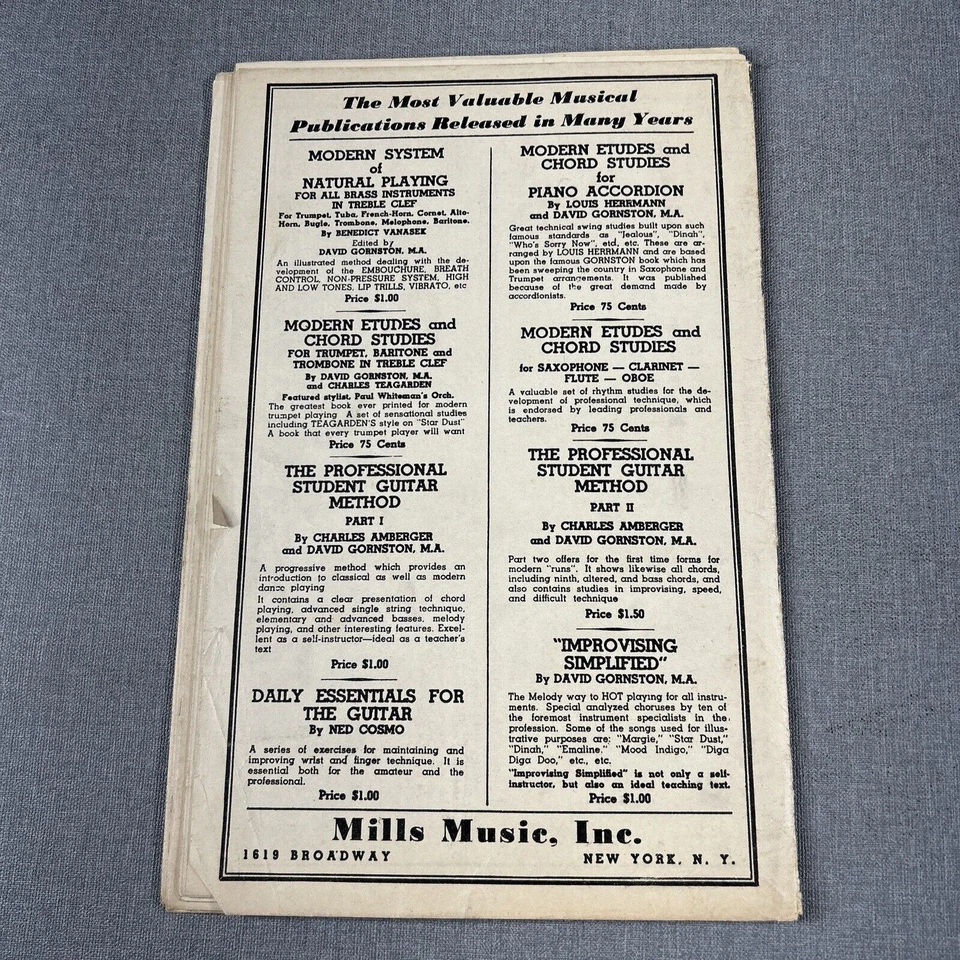 The Most Valuable Musical
Publications Released in Many Years
MODERN SYSTEM
of
NATURAL PLAYING
FOR ALL BRASS INSTRUMENTS
IN TREBLE CLEF
For Trumpet, Tuba, French-Horn, Cornet, Alto-
Horn, Bugle, Trombone, Melophone, Baritone.
By BENEDICT VANASEK
Edited by
DAVID GORNSTON, M.A.
An illustrated method dealing with the de-
velopment of the EMBOUCHURE, BREATH
CONTROL, NON-PRESSURE SYSTEM, HIGH
AND LOW TONES, LIP TRILLS, VIBRATO, etc
Price $1.00
MODERN ETUDES and
CHORD STUDIES
FOR TRUMPET, BARITONE and
TROMBONE IN TREBLE CLEF
By DAVID GORNSTON, M.A.
and CHARLES TEAGARDEN
Featured stylist, Paul Whiteman's Orch.
The greatest book ever printed for modern
trumpet playing A set of sensational studies
including TEAGARDEN'S style on "Star Dust"
A book that every trumpet player will want
Price 75 Cents
THE PROFESSIONAL
STUDENT GUITAR
METHOD
PART I
By CHARLES AMBERGER
and DAVID GORNSTON, M.A.
A progressive method which provides an
introduction to classical as well as modern
dance playing
It contains a clear presentation of chord
playing, advanced single string technique,
elementary and advanced basses, melody
playing, and other interesting features. Excel-
lent as a self-instructor—ideal as a teacher's
text
Price $1.00
DAILY ESSENTIALS FOR
THE GUITAR
By NED COSMO
A series of exercises for maintaining and
improving wrist and finger technique. It is
essential both for the amateur and the
professional.
Price $1.00
MODERN ETUDES and
CHORD STUDIES
for
PIANO ACCORDION
By LOUIS HERRMANN
and DAVID GORNSTON, M.A.
Great technical swing studies built upon such
famous standards as "Jealous", "Dinah",
"Who's Sorry Now", etd, etc. These are ar-
ranged by LOUIS HERRMANN and are based
upon the famous GORNSTON book which has
been sweeping the country in Saxophone and
Trumpet arrangements. It was published
because of the great demand made by
accordionists.
Price 75 Cents
MODERN ETUDES and
CHORD STUDIES
for SAXOPHONE — CLARINET —
FLUTE — OBOE
A valuable set of rhythm studies for the de-
velopment of professional technique, which
is endorsed by leading professionals and
teachers.
Price 75 Cents
THE PROFESSIONAL
STUDENT GUITAR
METHOD
PART II
By CHARLES AMBERGER
and DAVID GORNSTON, M.A.
Part two offers for the first time forms for
modern "runs". It shows likewise all chords,
including ninth, altered, and bass chords, and
also contains studies in improvising, speed,
and difficult technique
Price $1.50
"IMPROVISING
SIMPLIFIED"
By DAVID GORNSTON, M.A.
The Melody way to HOT playing for all instru-
ments. Special analyzed choruses by ten of
the foremost instrument specialists in the
profession. Some of the songs used for illus-
trative purposes are: "Margie," "Star Dust,"
"Dinah," "Emaline." "Mood Indigo," "Diga
Diga Doo," etc., etc.
"Improvising Simplified" is not only a self-
instructor, but also an ideal teaching text.
Price $1.00
Mills Music, Inc.
1619 BROADWAY NEW YORK, N. Y.